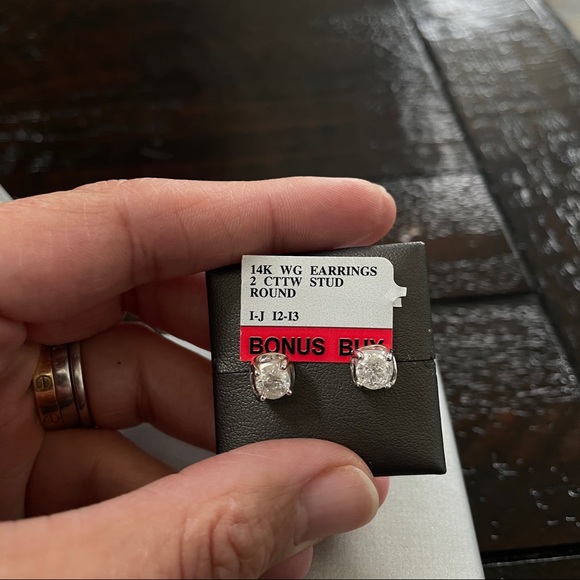 14K WG EARRINGS
2 CTTW STUD
ROUND
I-J I2-I3
BONUS BUY